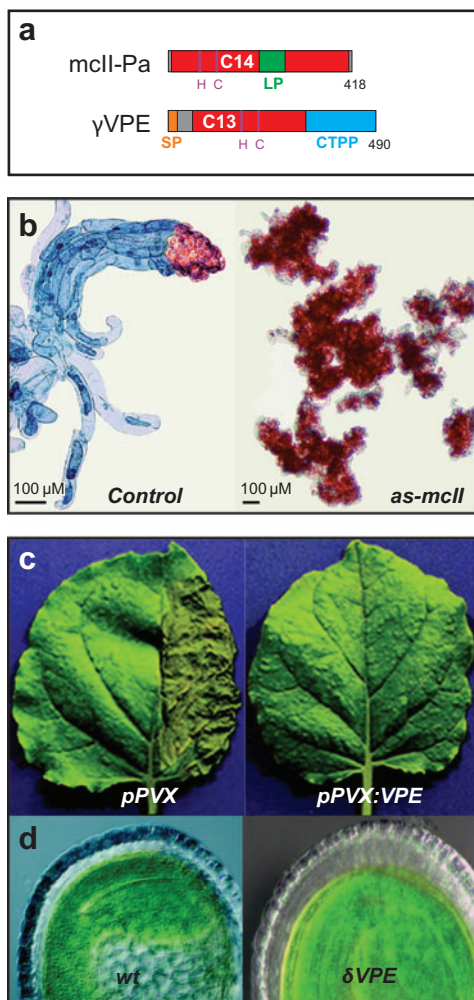 a
mcII-Pa
C14
H C
LP
418
γVPE
C13
SP
H C
CTPP
490
b
100 µM
Control
100 µM
as-mcII
c
pPVX
pPVX:VPE
d
wt
δVPE